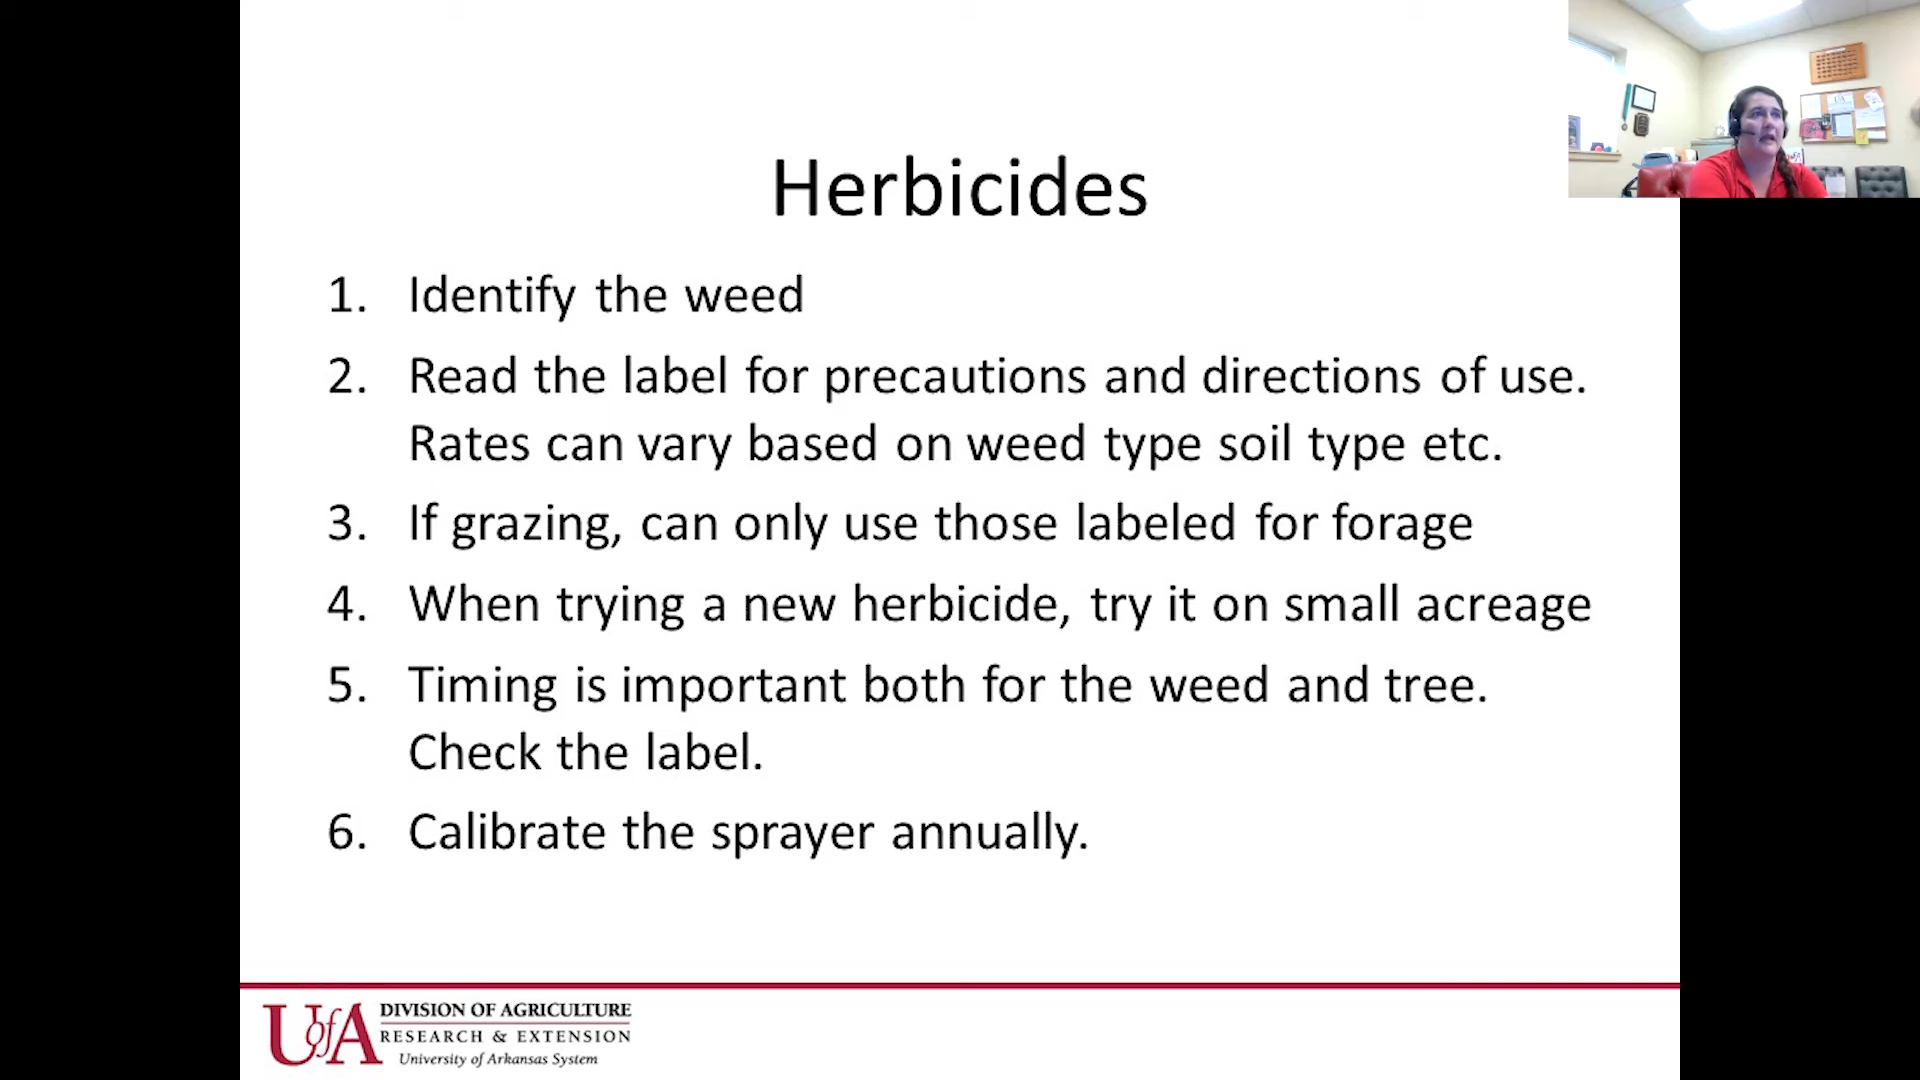 Herbicides
1. Identify the weed
2. Read the label for precautions and directions of use.
Rates can vary based on weed type soil type etc.
3. If grazing, can only use those labeled for forage
4. When trying a new herbicide, try it on small acreage
5. Timing is important both for the weed and tree.
Check the label.
6. Calibrate the sprayer annually.
UofA
DIVISION OF AGRICULTURE
RESEARCH & EXTENSION
University of Arkansas System